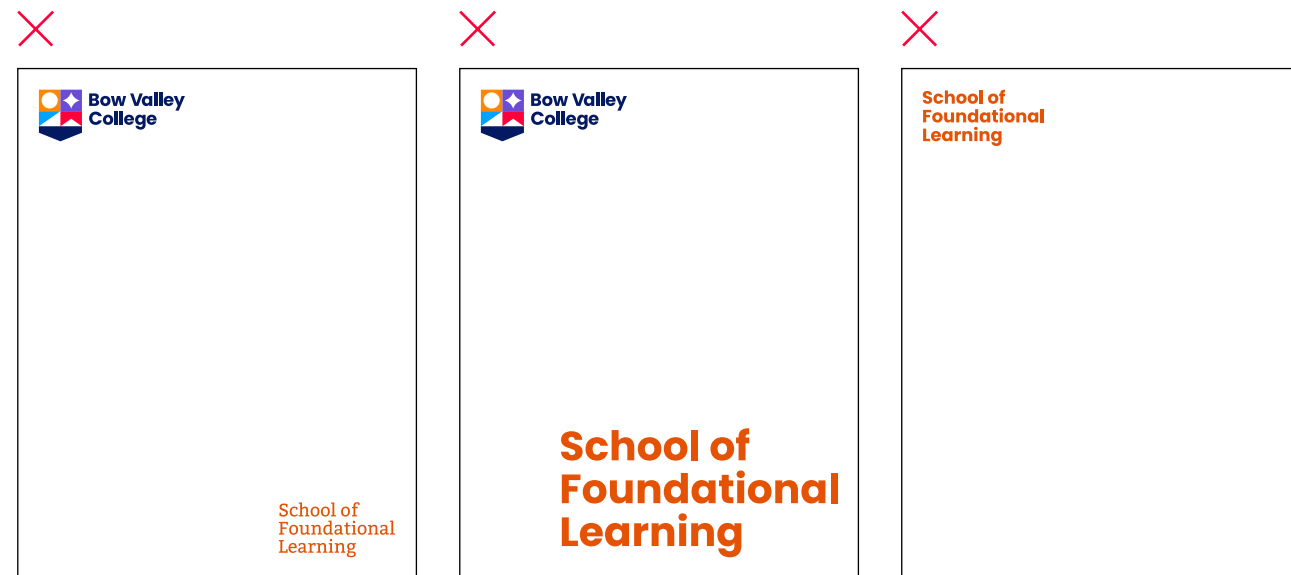 Bow Valley
College
School of
Foundational
Learning
Bow Valley
College
School of
Foundational
Learning
School of
Foundational
Learning